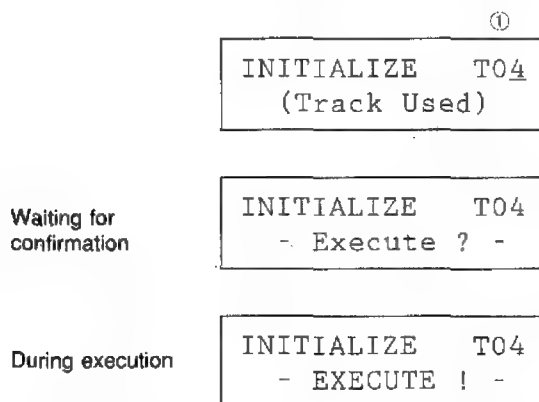 ①
INITIALIZE T04
(Track Used)
Waiting for
confirmation
INITIALIZE T04
- Execute ? -
During execution
INITIALIZE T04
- EXECUTE ! -